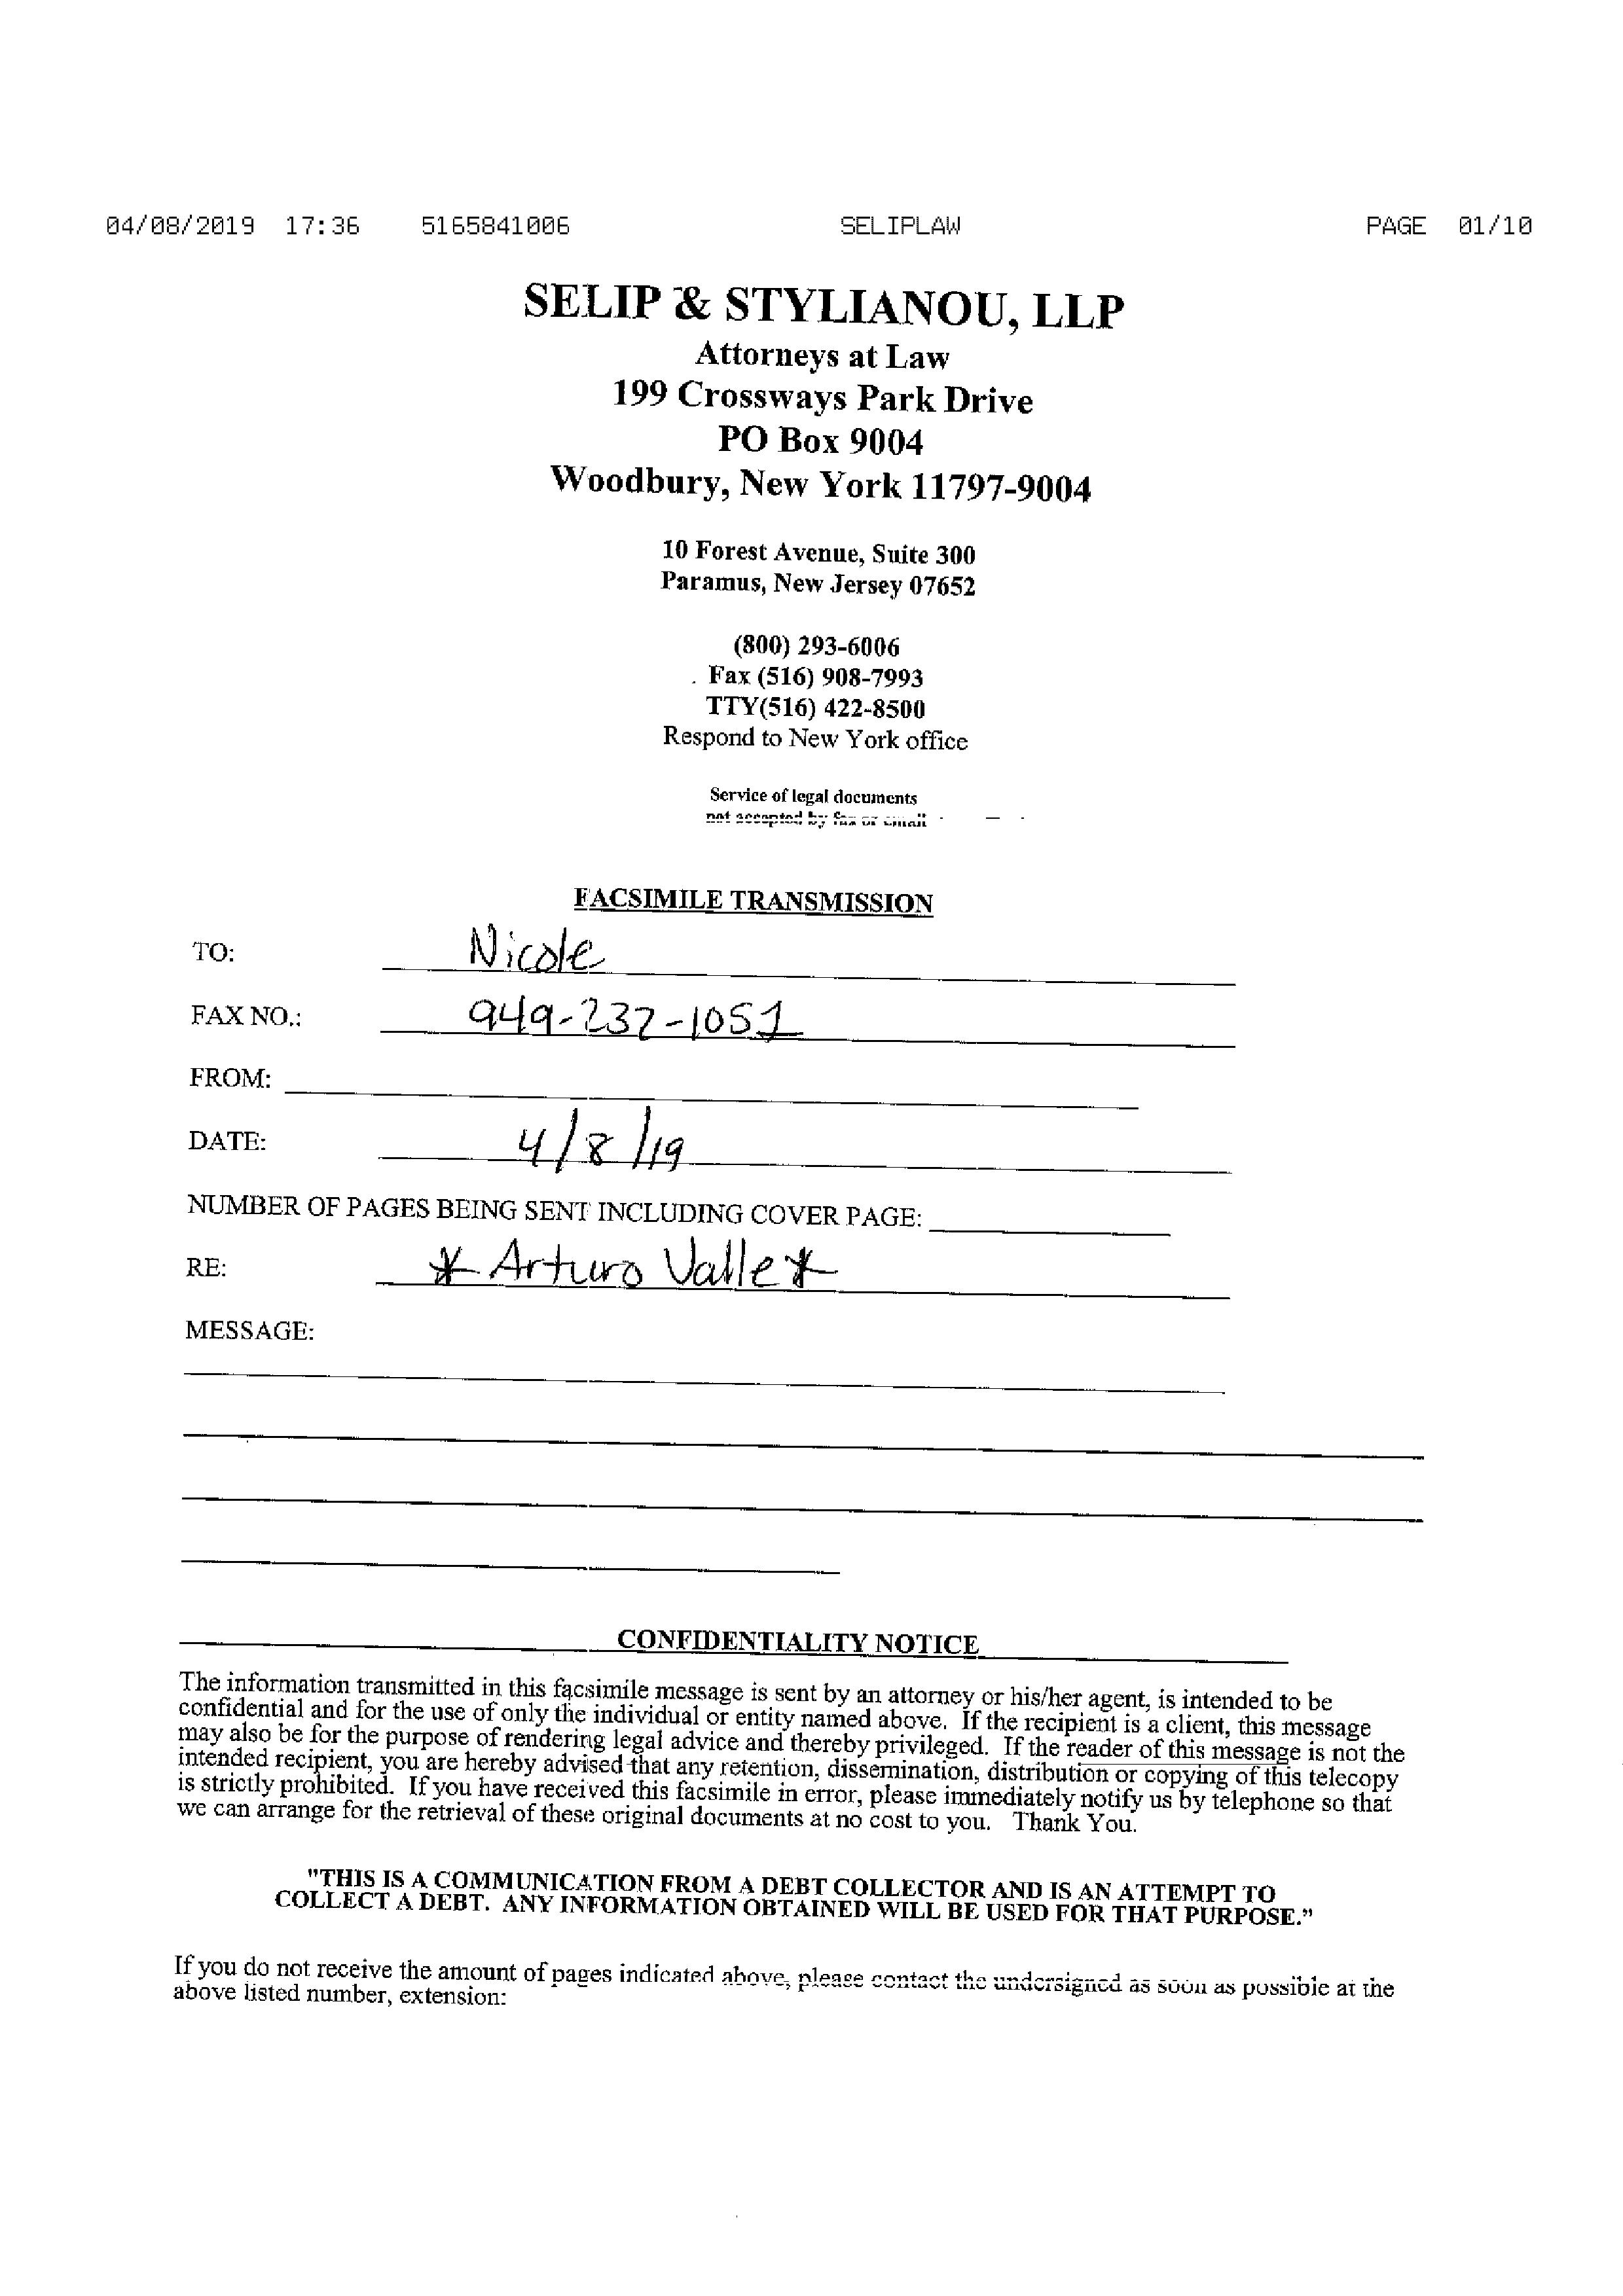 04/08/2019 17:36 5165841006 SELIPLAW PAGE 01/10
SELIP & STYLIANOU, LLP
Attorneys at Law
199 Crossways Park Drive
PO Box 9004
Woodbury, New York 11797-9004
10 Forest Avenue, Suite 300
Paramus, New Jersey 07652
(800) 293-6006
Fax (516) 908-7993
TTY(516) 422-8500
Respond to New York office
Service of legal documents
not accepted by fax or email
FACSIMILE TRANSMISSION
TO: Nicole
FAX NO.: 949-237-1051
FROM:
DATE: 4/8/19
NUMBER OF PAGES BEING SENT INCLUDING COVER PAGE:
RE: * Arturo Valle *
MESSAGE:
CONFIDENTIALITY NOTICE
The information transmitted in this facsimile message is sent by an attorney or his/her agent, is intended to be
confidential and for the use of only the individual or entity named above. If the recipient is a client, this message
may also be for the purpose of rendering legal advice and thereby privileged. If the reader of this message is not the
intended recipient, you are hereby advised that any retention, dissemination, distribution or copying of this telecopy
is strictly prohibited. If you have received this facsimile in error, please immediately notify us by telephone so that
we can arrange for the retrieval of these original documents at no cost to you. Thank You.
"THIS IS A COMMUNICATION FROM A DEBT COLLECTOR AND IS AN ATTEMPT TO
COLLECT A DEBT. ANY INFORMATION OBTAINED WILL BE USED FOR THAT PURPOSE."
If you do not receive the amount of pages indicated above, please contact the undersigned as soon as possible at the
above listed number, extension: